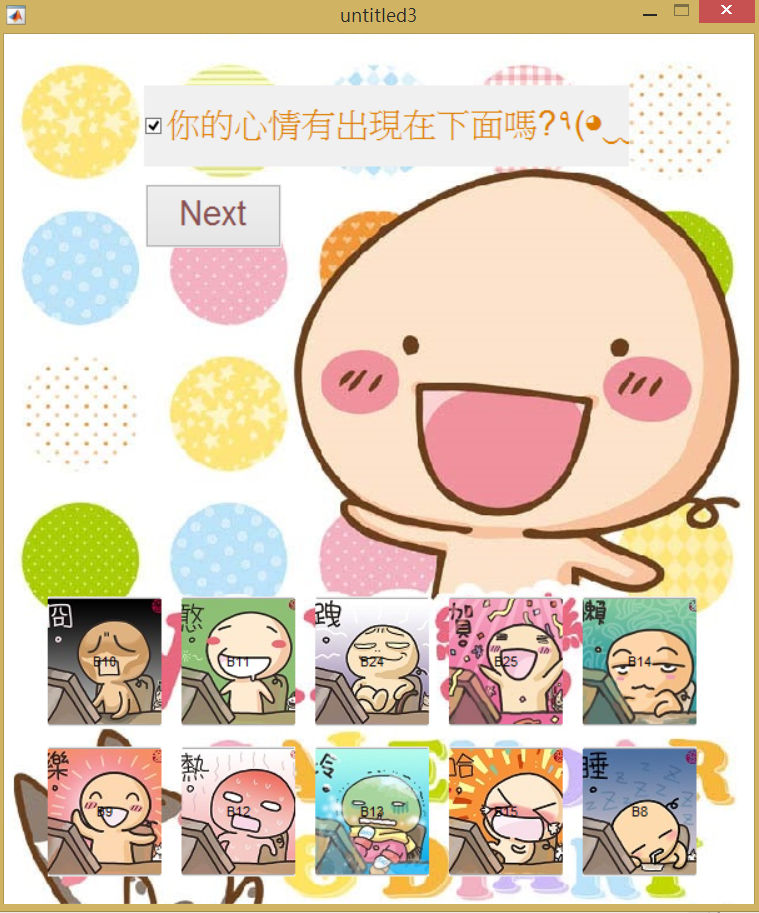 untitled3
你的心情有出現在下面嗎?٩(◕‿
Next
囧。 憨。 跩。 賀。 懶。
B10 B11 B24 B25 B14
樂。 熱。 冷。 哈。 睡。
B9 B12 B13 B15 B8